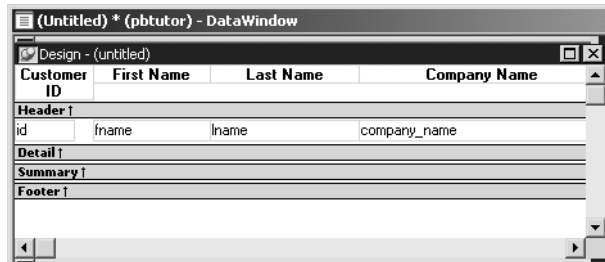 (Untitled) * (pbtutor) - DataWindow
Design - (untitled)
Customer ID First Name Last Name Company Name
Header ↑
id fname lname company_name
Detail ↑
Summary ↑
Footer ↑